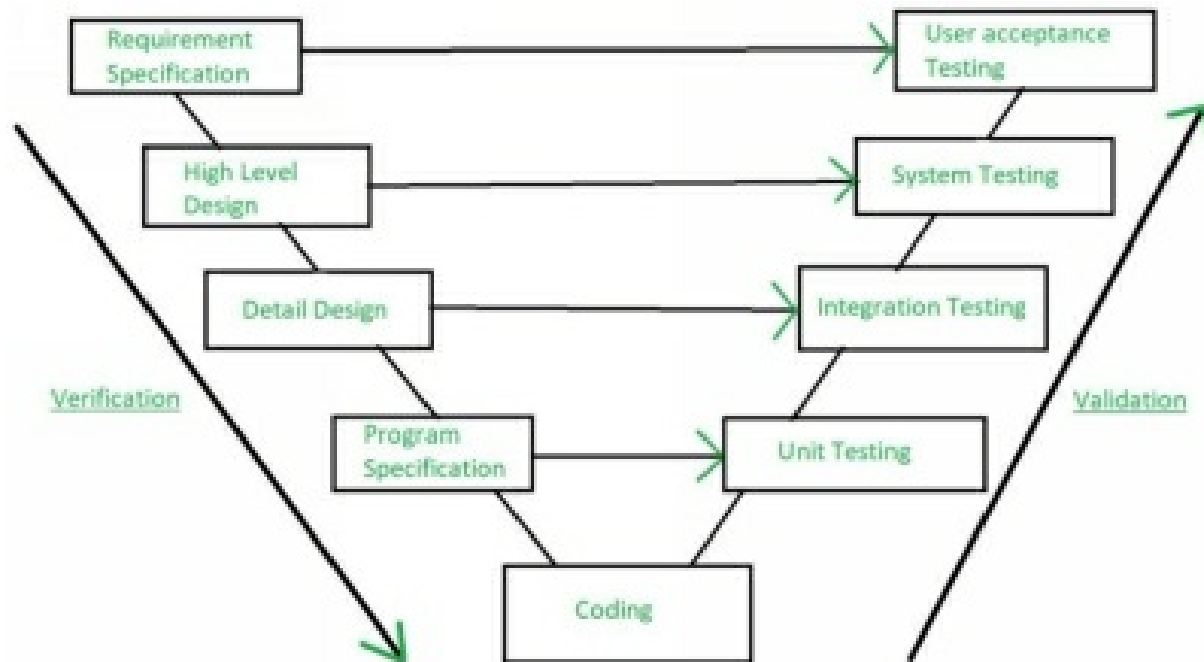 Requirement
Specification
User acceptance
Testing
High Level
Design
System Testing
Detail Design
Integration Testing
Verification
Validation
Program
Specification
Unit Testing
Coding